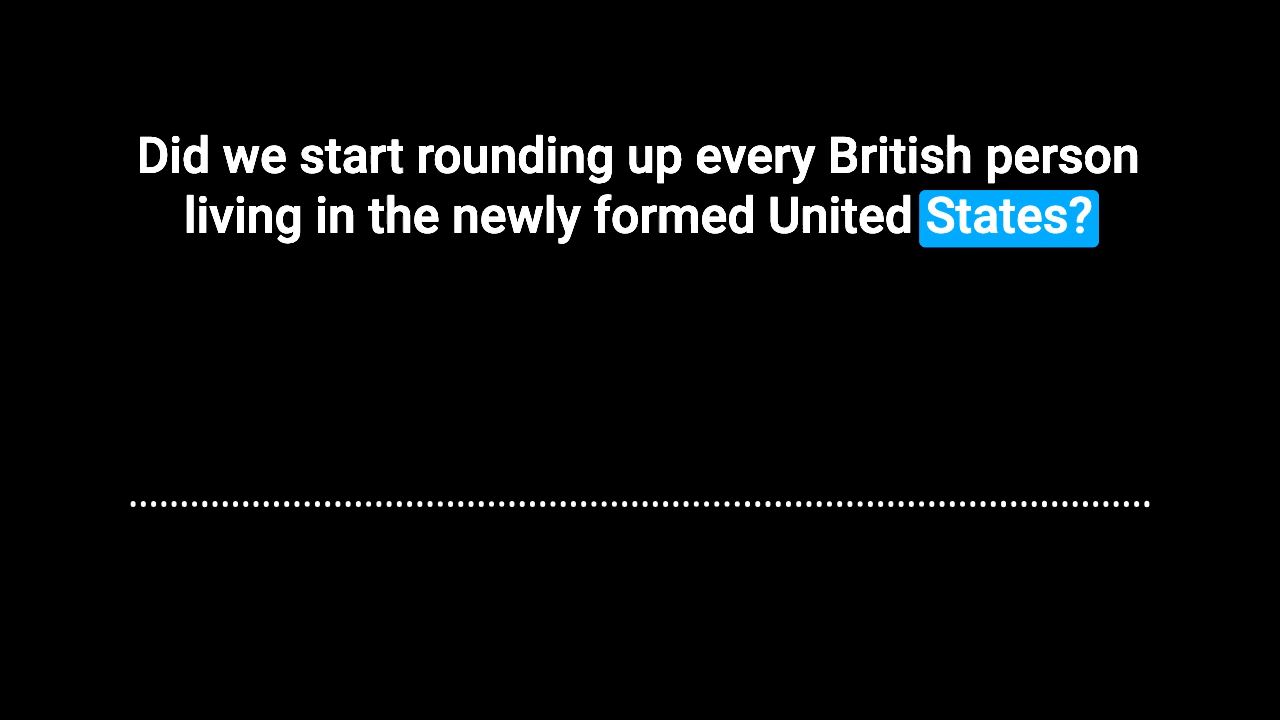 Did we start rounding up every British person
living in the newly formed United States?